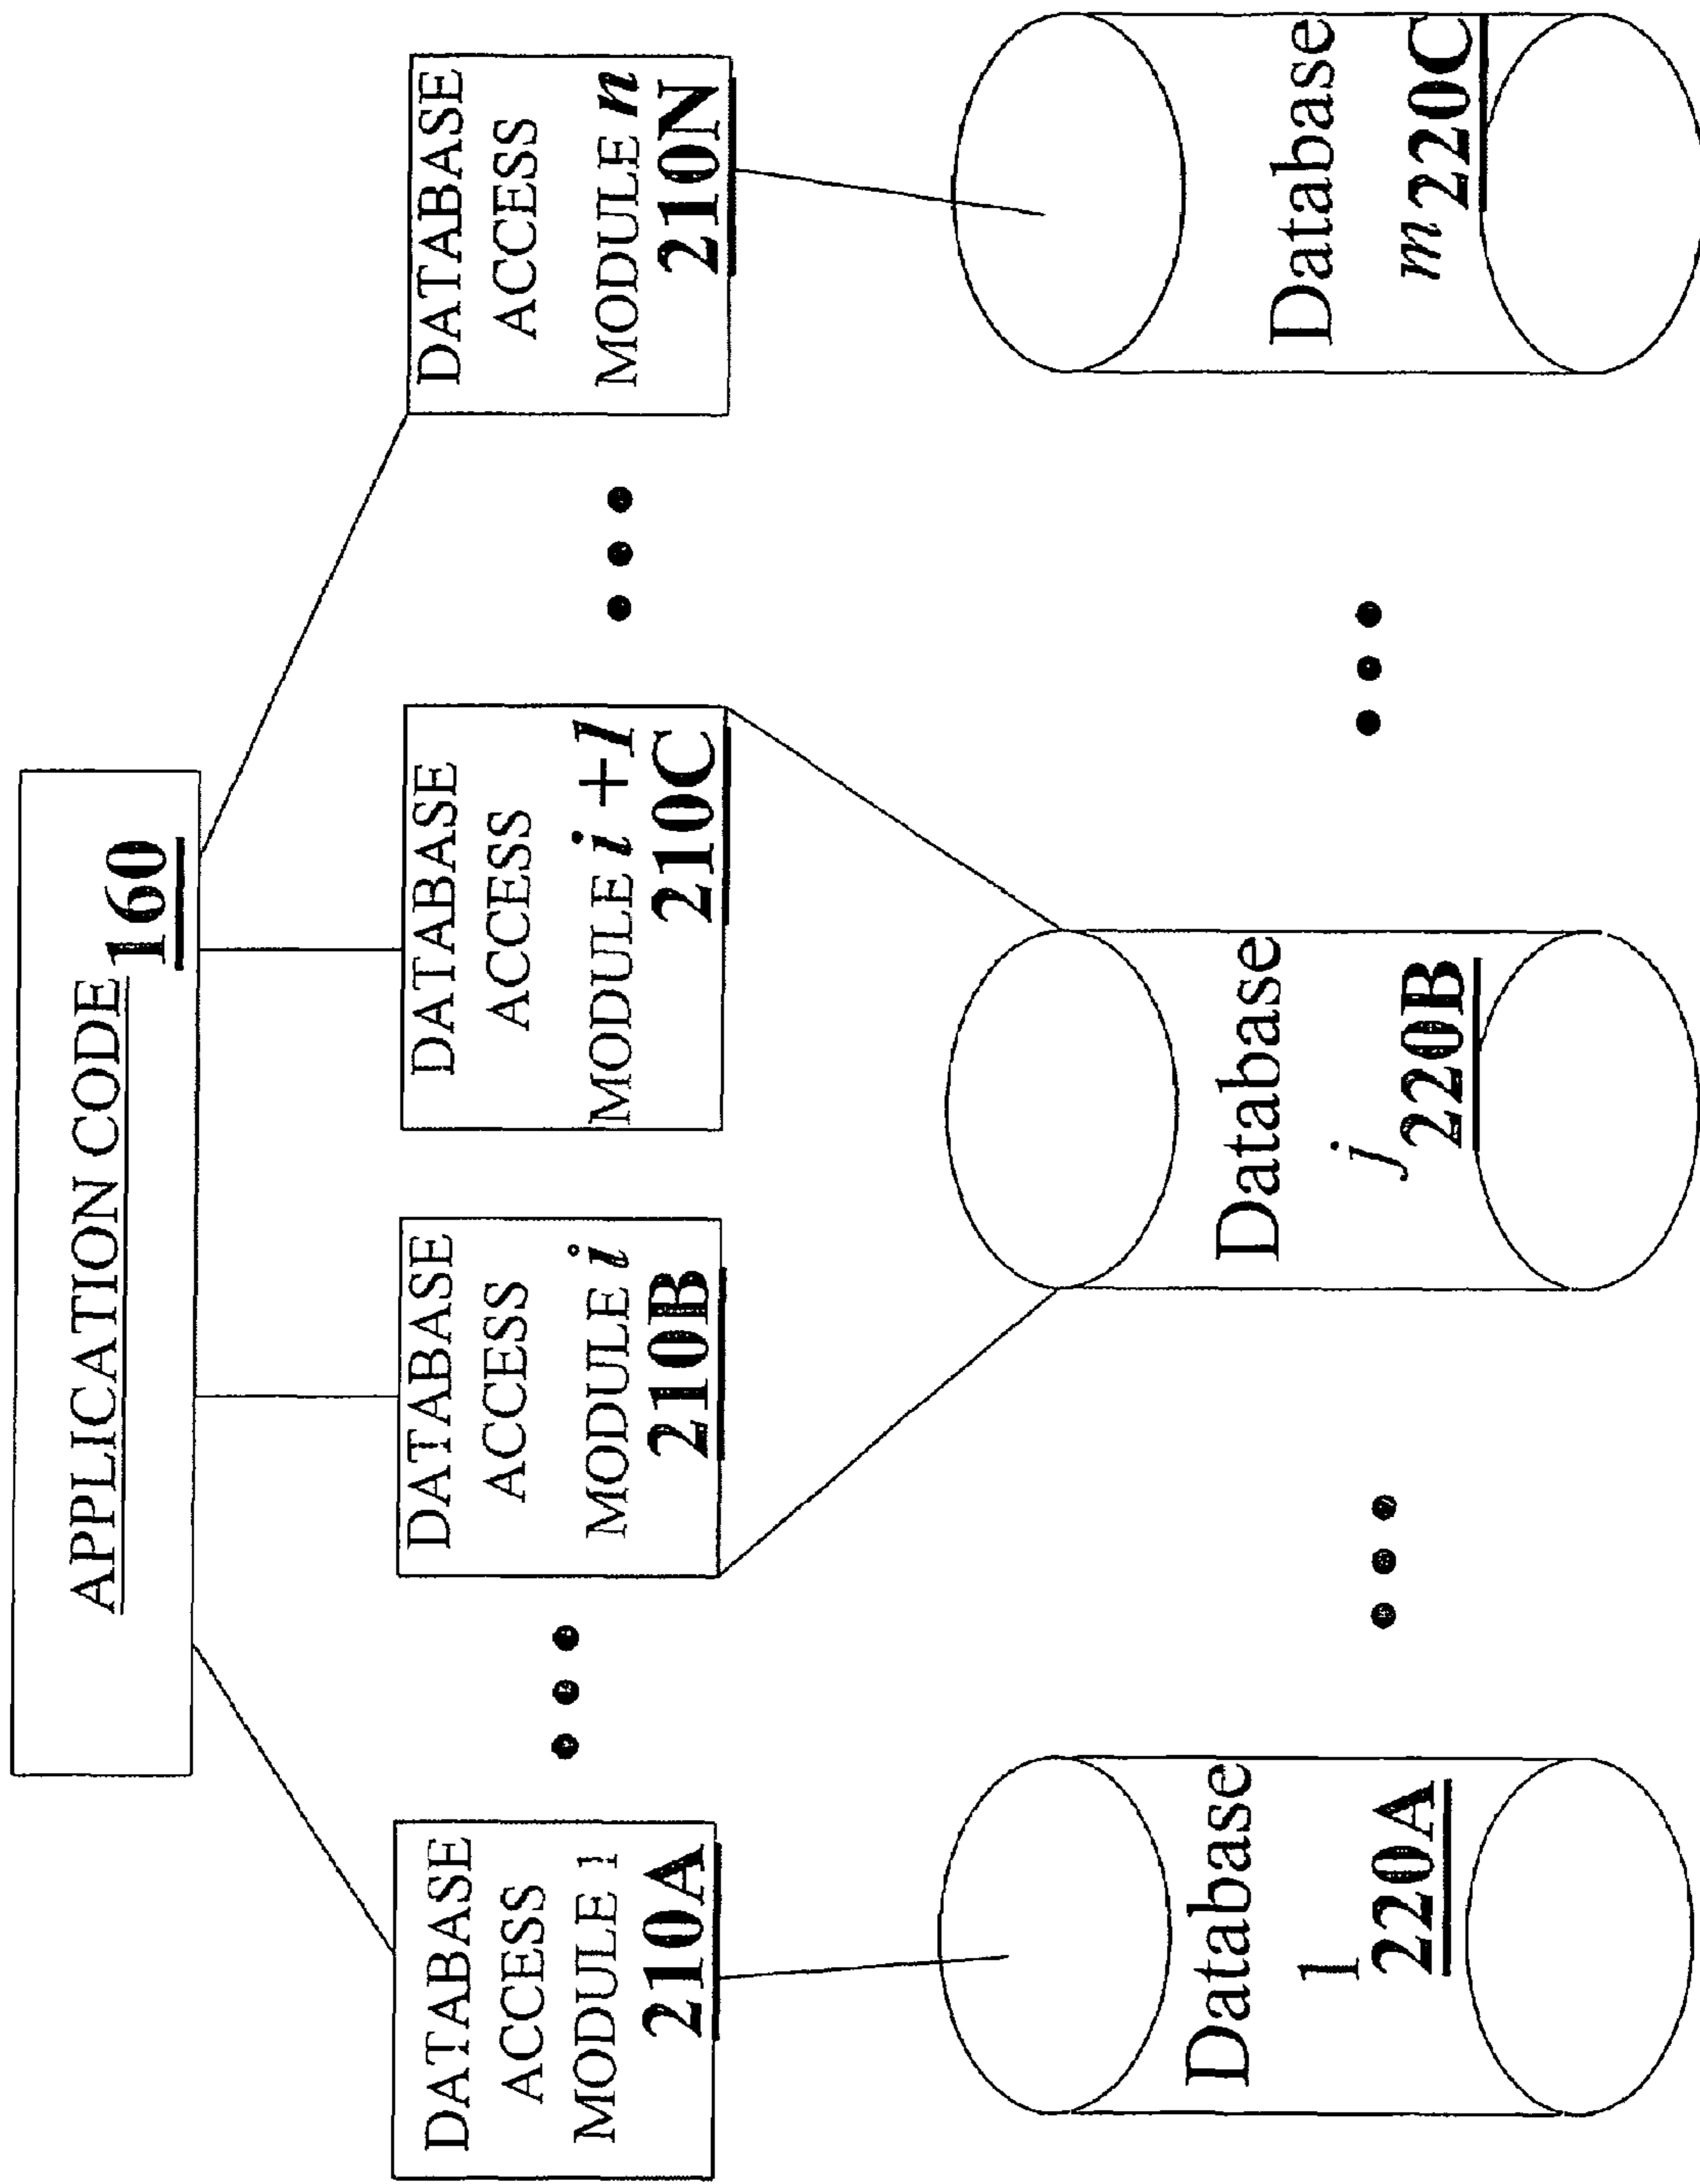 APPLICATION CODE 160
DATABASE
ACCESS
MODULE 1
210A
DATABASE
ACCESS
MODULE i
210B
DATABASE
ACCESS
MODULE i +1
210C
DATABASE
ACCESS
MODULE n
210N
Database
1
220A
Database
j
220B
Database
m 220C